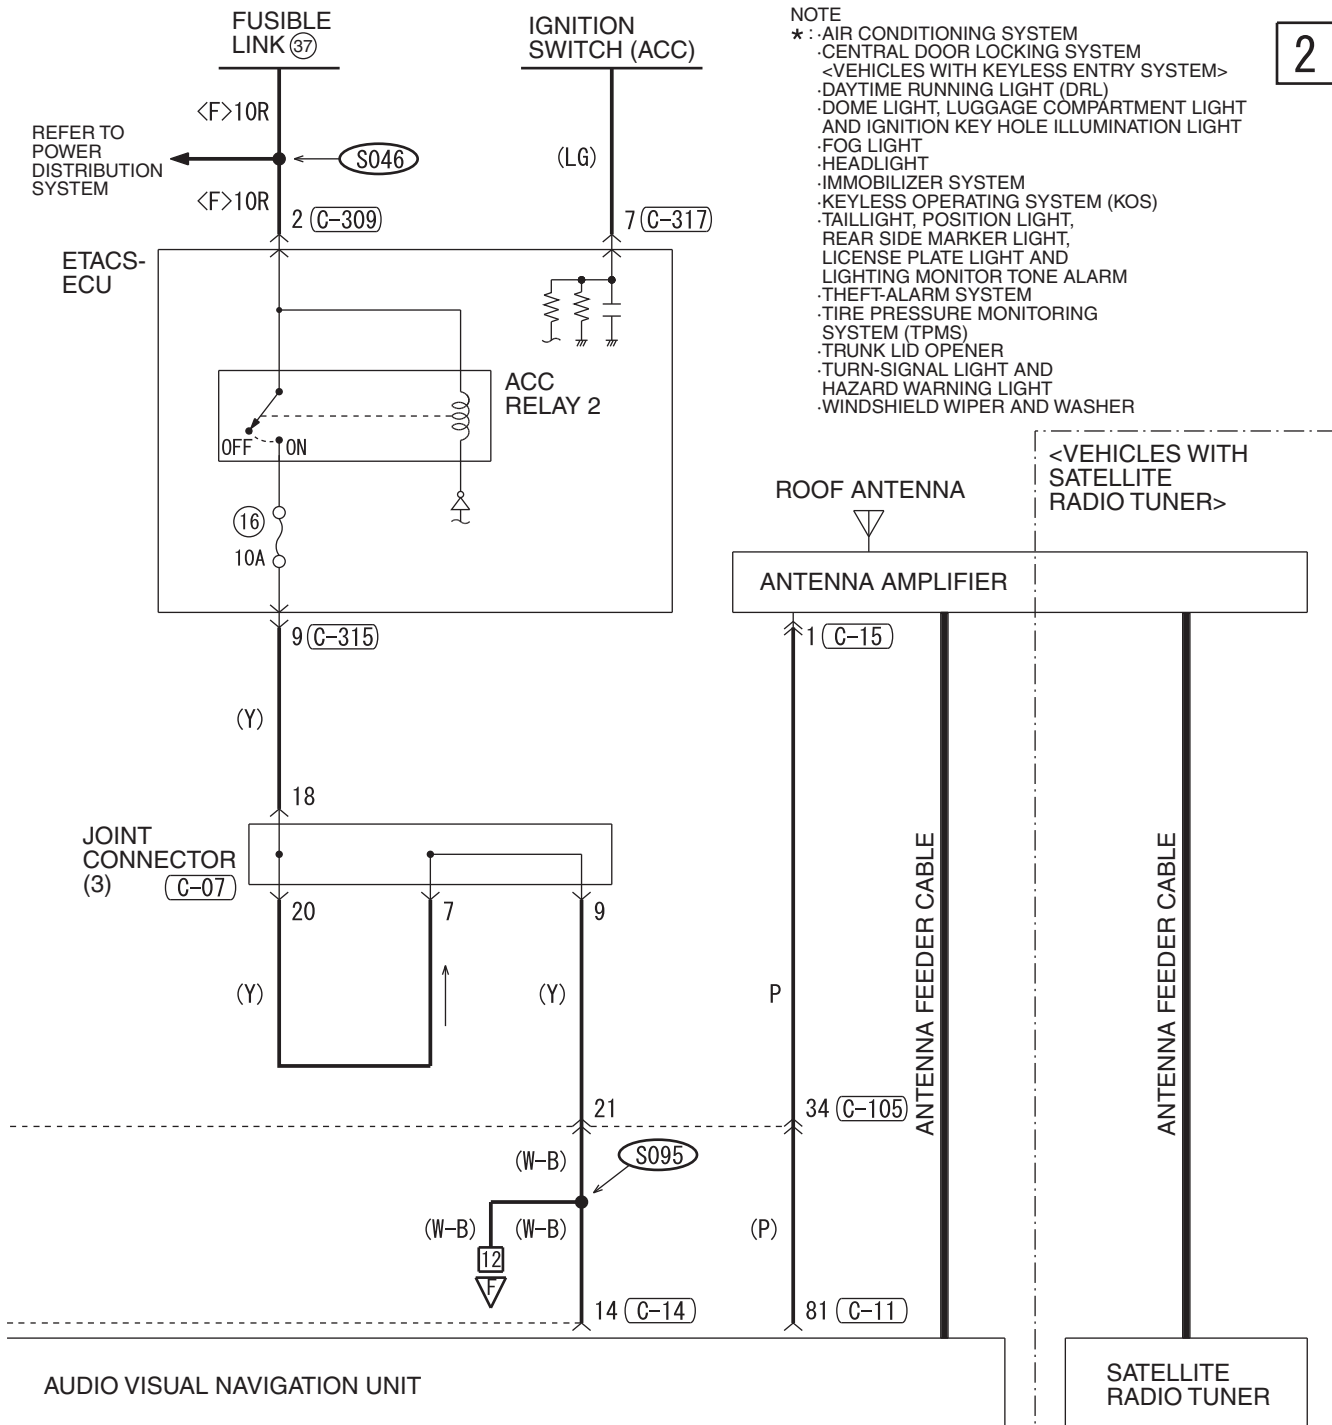 FUSIBLE
LINK ㊲
IGNITION
SWITCH (ACC)
NOTE
* : ·AIR CONDITIONING SYSTEM
·CENTRAL DOOR LOCKING SYSTEM
<VEHICLES WITH KEYLESS ENTRY SYSTEM>
·DAYTIME RUNNING LIGHT (DRL)
·DOME LIGHT, LUGGAGE COMPARTMENT LIGHT
AND IGNITION KEY HOLE ILLUMINATION LIGHT
·FOG LIGHT
·HEADLIGHT
·IMMOBILIZER SYSTEM
·KEYLESS OPERATING SYSTEM (KOS)
·TAILLIGHT, POSITION LIGHT,
REAR SIDE MARKER LIGHT,
LICENSE PLATE LIGHT AND
LIGHTING MONITOR TONE ALARM
·THEFT-ALARM SYSTEM
·TIRE PRESSURE MONITORING
SYSTEM (TPMS)
·TRUNK LID OPENER
·TURN-SIGNAL LIGHT AND
HAZARD WARNING LIGHT
·WINDSHIELD WIPER AND WASHER
2
<F>10R
REFER TO
POWER
DISTRIBUTION
SYSTEM
S046
(LG)
<F>10R
2 C-309
7 C-317
ETACS-
ECU
ACC
RELAY 2
OFF ON
⑯
10A
<VEHICLES WITH
SATELLITE
RADIO TUNER>
ROOF ANTENNA
ANTENNA AMPLIFIER
9 C-315
1 C-15
(Y)
18
JOINT
CONNECTOR
(3) C-07
20
7
9
(Y)
(Y)
P
ANTENNA FEEDER CABLE
ANTENNA FEEDER CABLE
21
34 C-105
(W-B)
S095
(W-B)
(W-B)
(P)
12
F
14 C-14
81 C-11
AUDIO VISUAL NAVIGATION UNIT
SATELLITE
RADIO TUNER